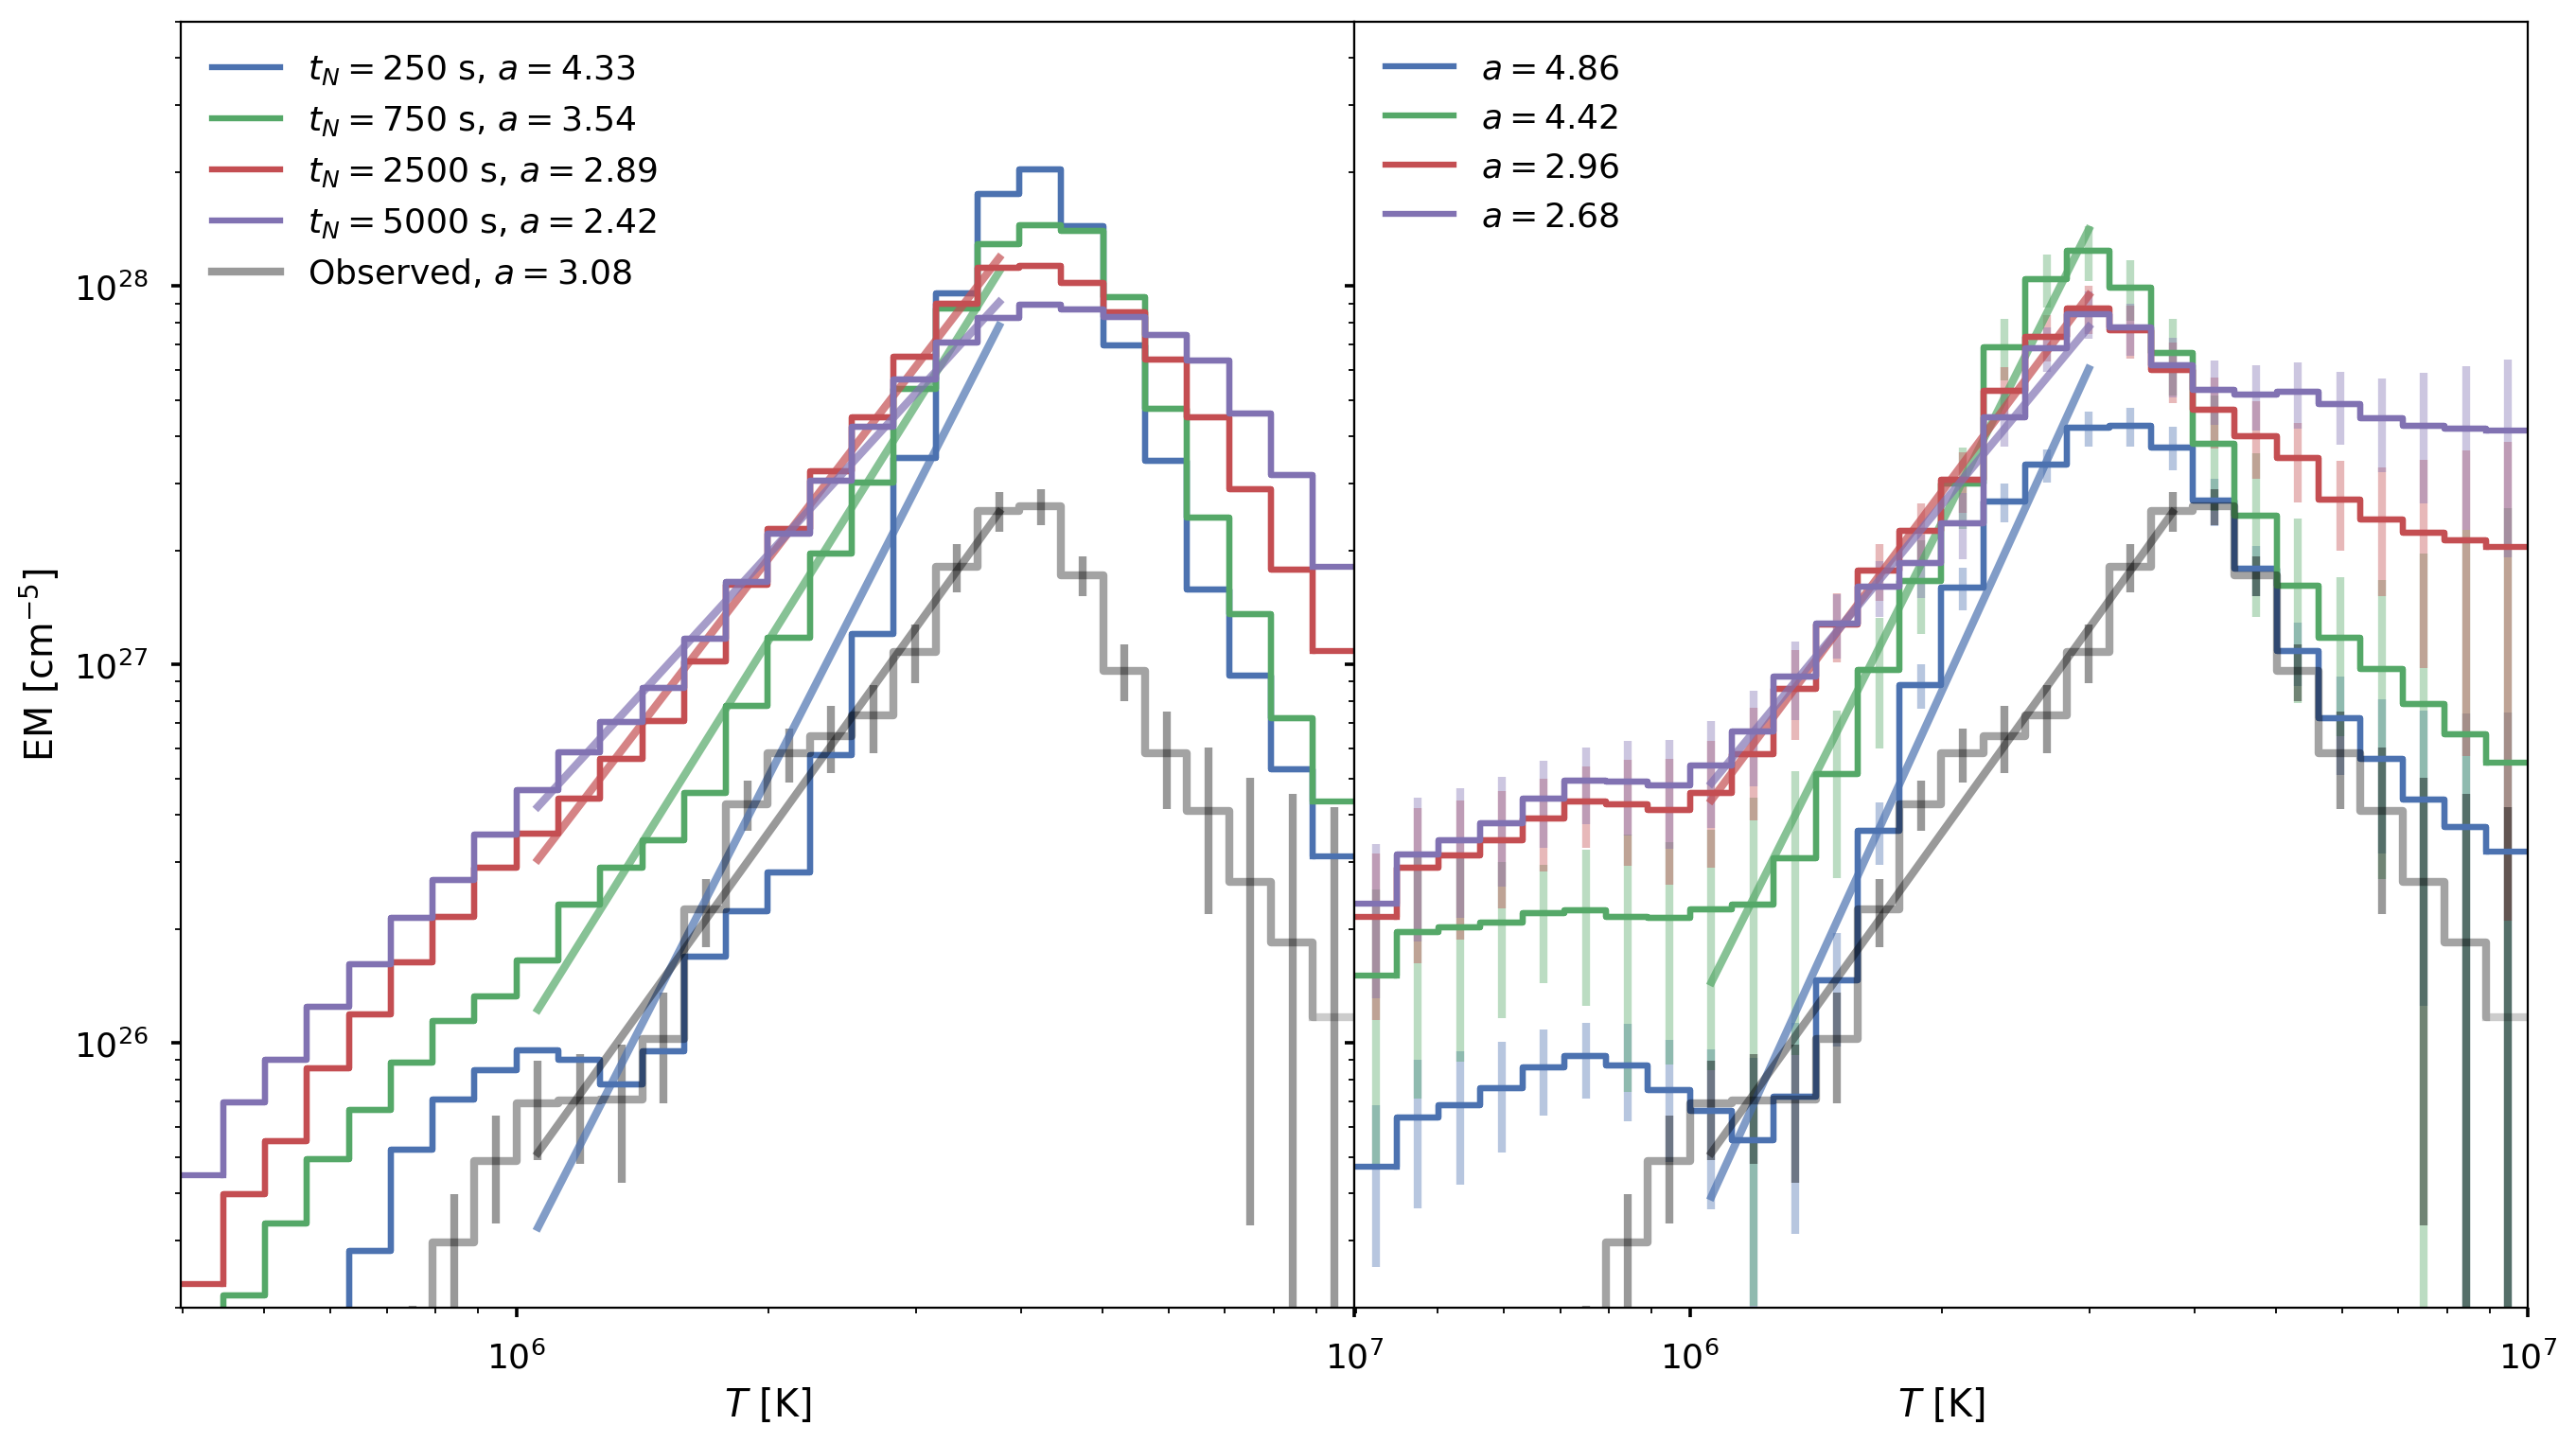 t_N = 250 s, a = 4.33
t_N = 750 s, a = 3.54
t_N = 2500 s, a = 2.89
t_N = 5000 s, a = 2.42
Observed, a = 3.08
a = 4.86
a = 4.42
a = 2.96
a = 2.68
10^28
10^27
10^26
EM [cm^−5]
10^6
10^7
10^6
10^7
T [K]
T [K]